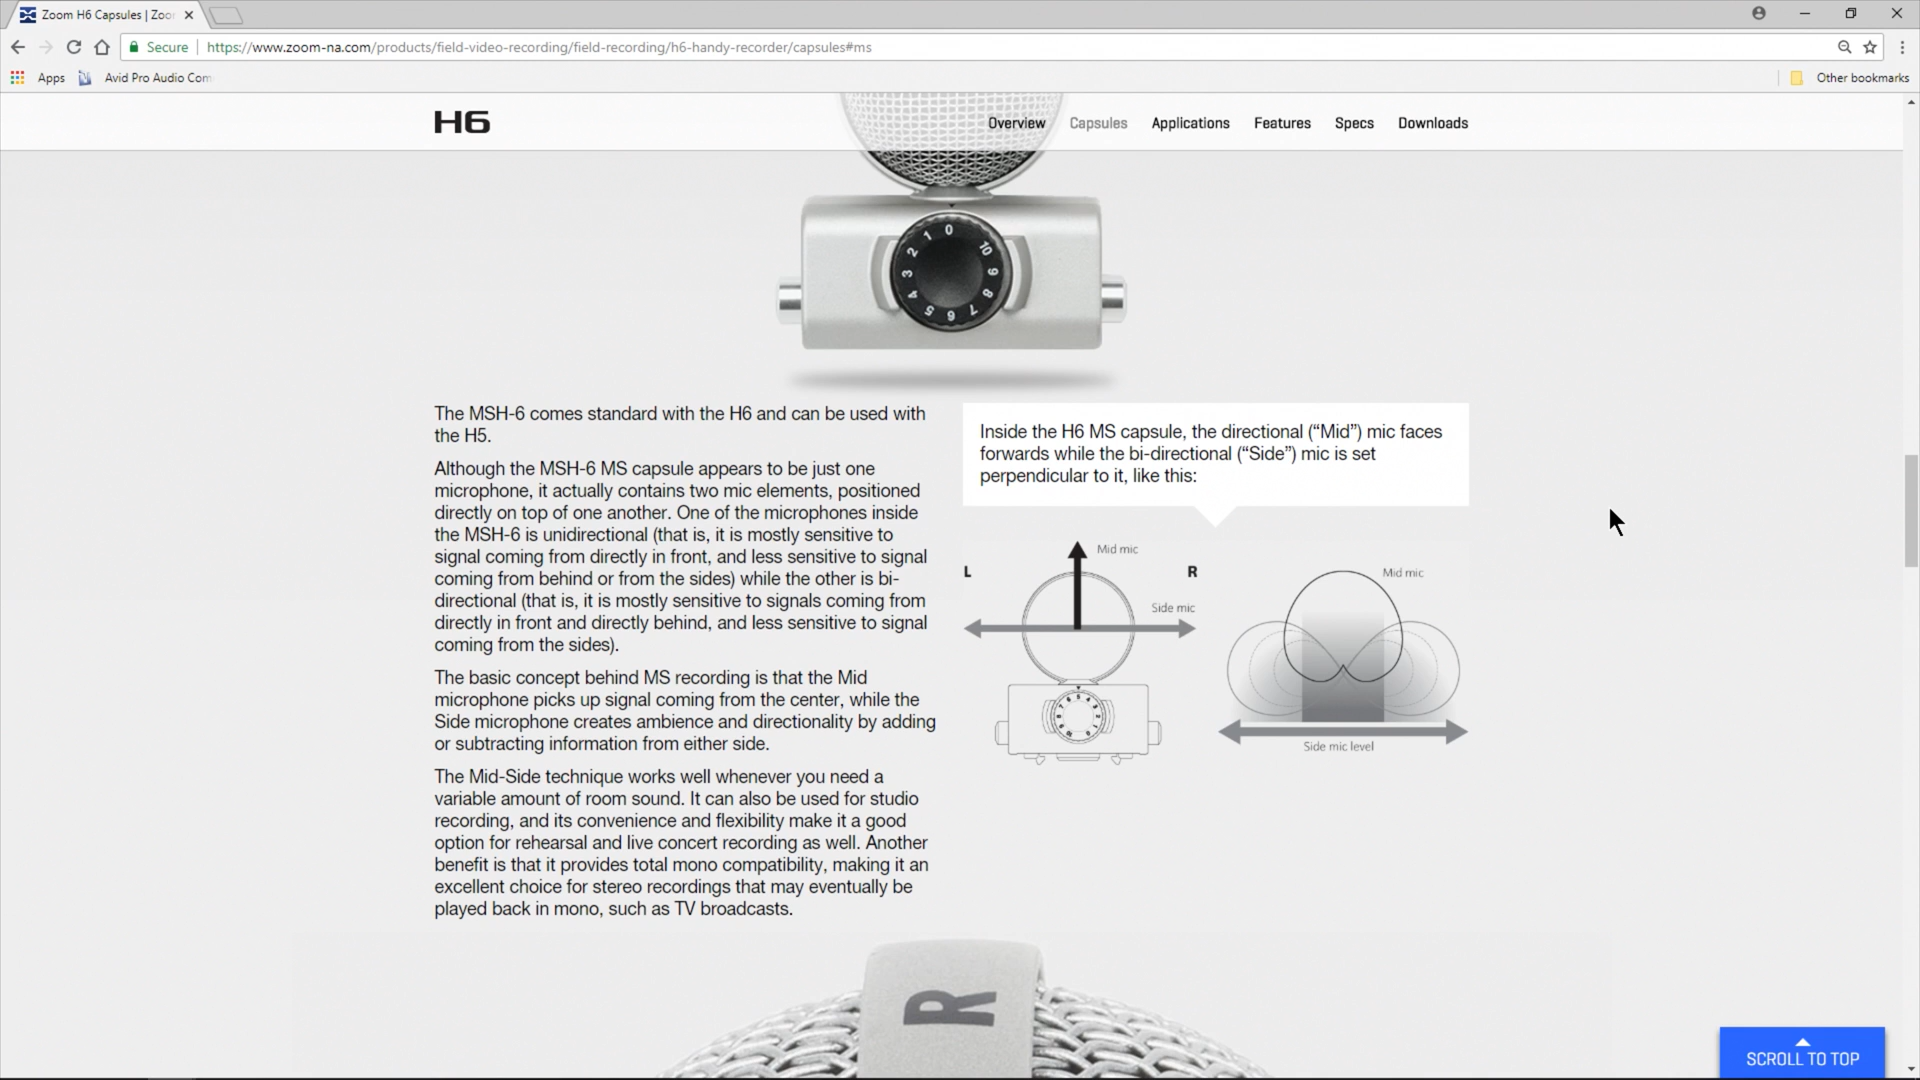 Zoom H6 Capsules | Zoo
Secure
https://www.zoom-na.com/products/field-video-recording/field-recording/h6-handy-recorder/capsules#ms
Apps
Avid Pro Audio Com
Other bookmarks
H6
Overview
Capsules
Applications
Features
Specs
Downloads
0 1 2 3 4 5 6 7 8 9 10
The MSH-6 comes standard with the H6 and can be used with
the H5.
Although the MSH-6 MS capsule appears to be just one
microphone, it actually contains two mic elements, positioned
directly on top of one another. One of the microphones inside
the MSH-6 is unidirectional (that is, it is mostly sensitive to
signal coming from directly in front, and less sensitive to signal
coming from behind or from the sides) while the other is bi-
directional (that is, it is mostly sensitive to signals coming from
directly in front and directly behind, and less sensitive to signal
coming from the sides).
The basic concept behind MS recording is that the Mid
microphone picks up signal coming from the center, while the
Side microphone creates ambience and directionality by adding
or subtracting information from either side.
The Mid-Side technique works well whenever you need a
variable amount of room sound. It can also be used for studio
recording, and its convenience and flexibility make it a good
option for rehearsal and live concert recording as well. Another
benefit is that it provides total mono compatibility, making it an
excellent choice for stereo recordings that may eventually be
played back in mono, such as TV broadcasts.
Inside the H6 MS capsule, the directional (“Mid”) mic faces
forwards while the bi-directional (“Side”) mic is set
perpendicular to it, like this:
Mid mic
L
R
Side mic
Mid mic
Side mic level
R
SCROLL TO TOP